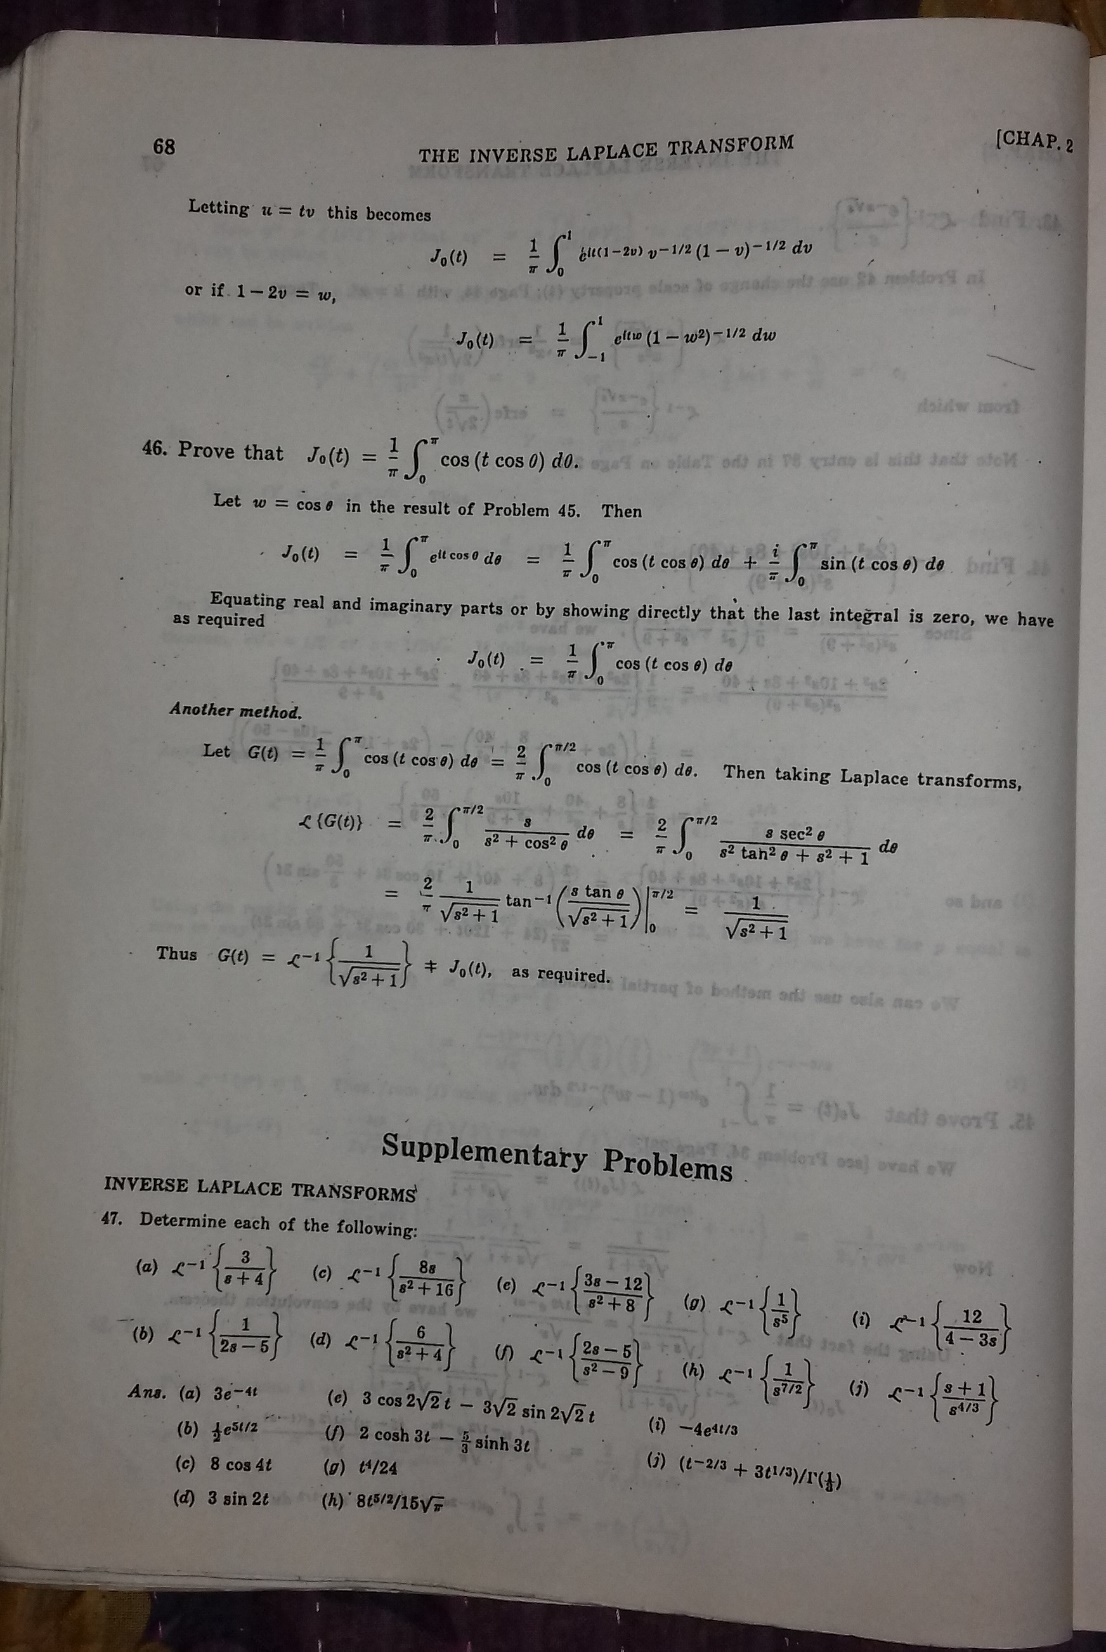 68 THE INVERSE LAPLACE TRANSFORM [CHAP. 2
Letting u = tv this becomes
J₀(t) = 1/π ∫₀¹ e^{it(1−2v)} v^{−1/2} (1 − v)^{−1/2} dv
or if 1 − 2v = w,
J₀(t) = 1/π ∫₋₁¹ e^{itw} (1 − w²)^{−1/2} dw
46. Prove that J₀(t) = 1/π ∫₀^π cos (t cos θ) dθ.
Let w = cos θ in the result of Problem 45. Then
J₀(t) = 1/π ∫₀^π e^{it cos θ} dθ = 1/π ∫₀^π cos (t cos θ) dθ + i/π ∫₀^π sin (t cos θ) dθ
Equating real and imaginary parts or by showing directly that the last integral is zero, we have
as required
J₀(t) = 1/π ∫₀^π cos (t cos θ) dθ
Another method.
Let G(t) = 1/π ∫₀^π cos (t cos θ) dθ = 2/π ∫₀^{π/2} cos (t cos θ) dθ. Then taking Laplace transforms,
ℒ {G(t)} = 2/π ∫₀^{π/2} s/(s² + cos² θ) dθ = 2/π ∫₀^{π/2} s sec² θ/(s² tan² θ + s² + 1) dθ
= 2/π 1/√(s² + 1) tan⁻¹ (s tan θ/√(s² + 1)) |₀^{π/2} = 1/√(s² + 1)
Thus G(t) = ℒ⁻¹ {1/√(s² + 1)} = J₀(t), as required.
Supplementary Problems
INVERSE LAPLACE TRANSFORMS
47. Determine each of the following:
(a) ℒ⁻¹ {3/(s + 4)} (c) ℒ⁻¹ {8s/(s² + 16)} (e) ℒ⁻¹ {(3s − 12)/(s² + 8)} (g) ℒ⁻¹ {1/s⁵} (i) ℒ⁻¹ {12/(4 − 3s)}
(b) ℒ⁻¹ {1/(2s − 5)} (d) ℒ⁻¹ {6/(s² + 4)} (f) ℒ⁻¹ {(2s − 5)/(s² − 9)} (h) ℒ⁻¹ {1/s^{7/2}} (j) ℒ⁻¹ {(s + 1)/s^{4/3}}
Ans. (a) 3e^{−4t} (e) 3 cos 2√2 t − 3√2 sin 2√2 t (i) −4e^{4t/3}
(b) ½e^{5t/2} (f) 2 cosh 3t − 5/3 sinh 3t (j) (t^{−2/3} + 3t^{1/3})/Γ(⅓)
(c) 8 cos 4t (g) t⁴/24
(d) 3 sin 2t (h) 8t^{5/2}/15√π